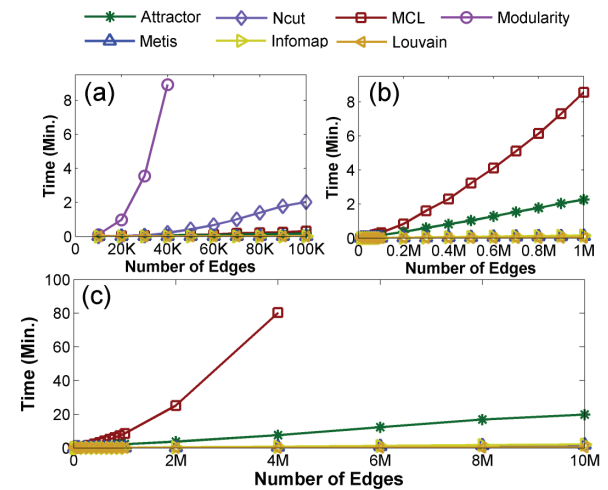 Attractor Ncut MCL Modularity
Metis Infomap Louvain
(a) (b)
8 8
6 6
Time (Min.) Time (Min.)
4 4
2 2
0 0
0 20K 40K 60K 80K 100K 0 0.2M 0.4M 0.6M 0.8M 1M
Number of Edges Number of Edges
(c)
100
80
60
Time (Min.)
40
20
0
0 2M 4M 6M 8M 10M
Number of Edges